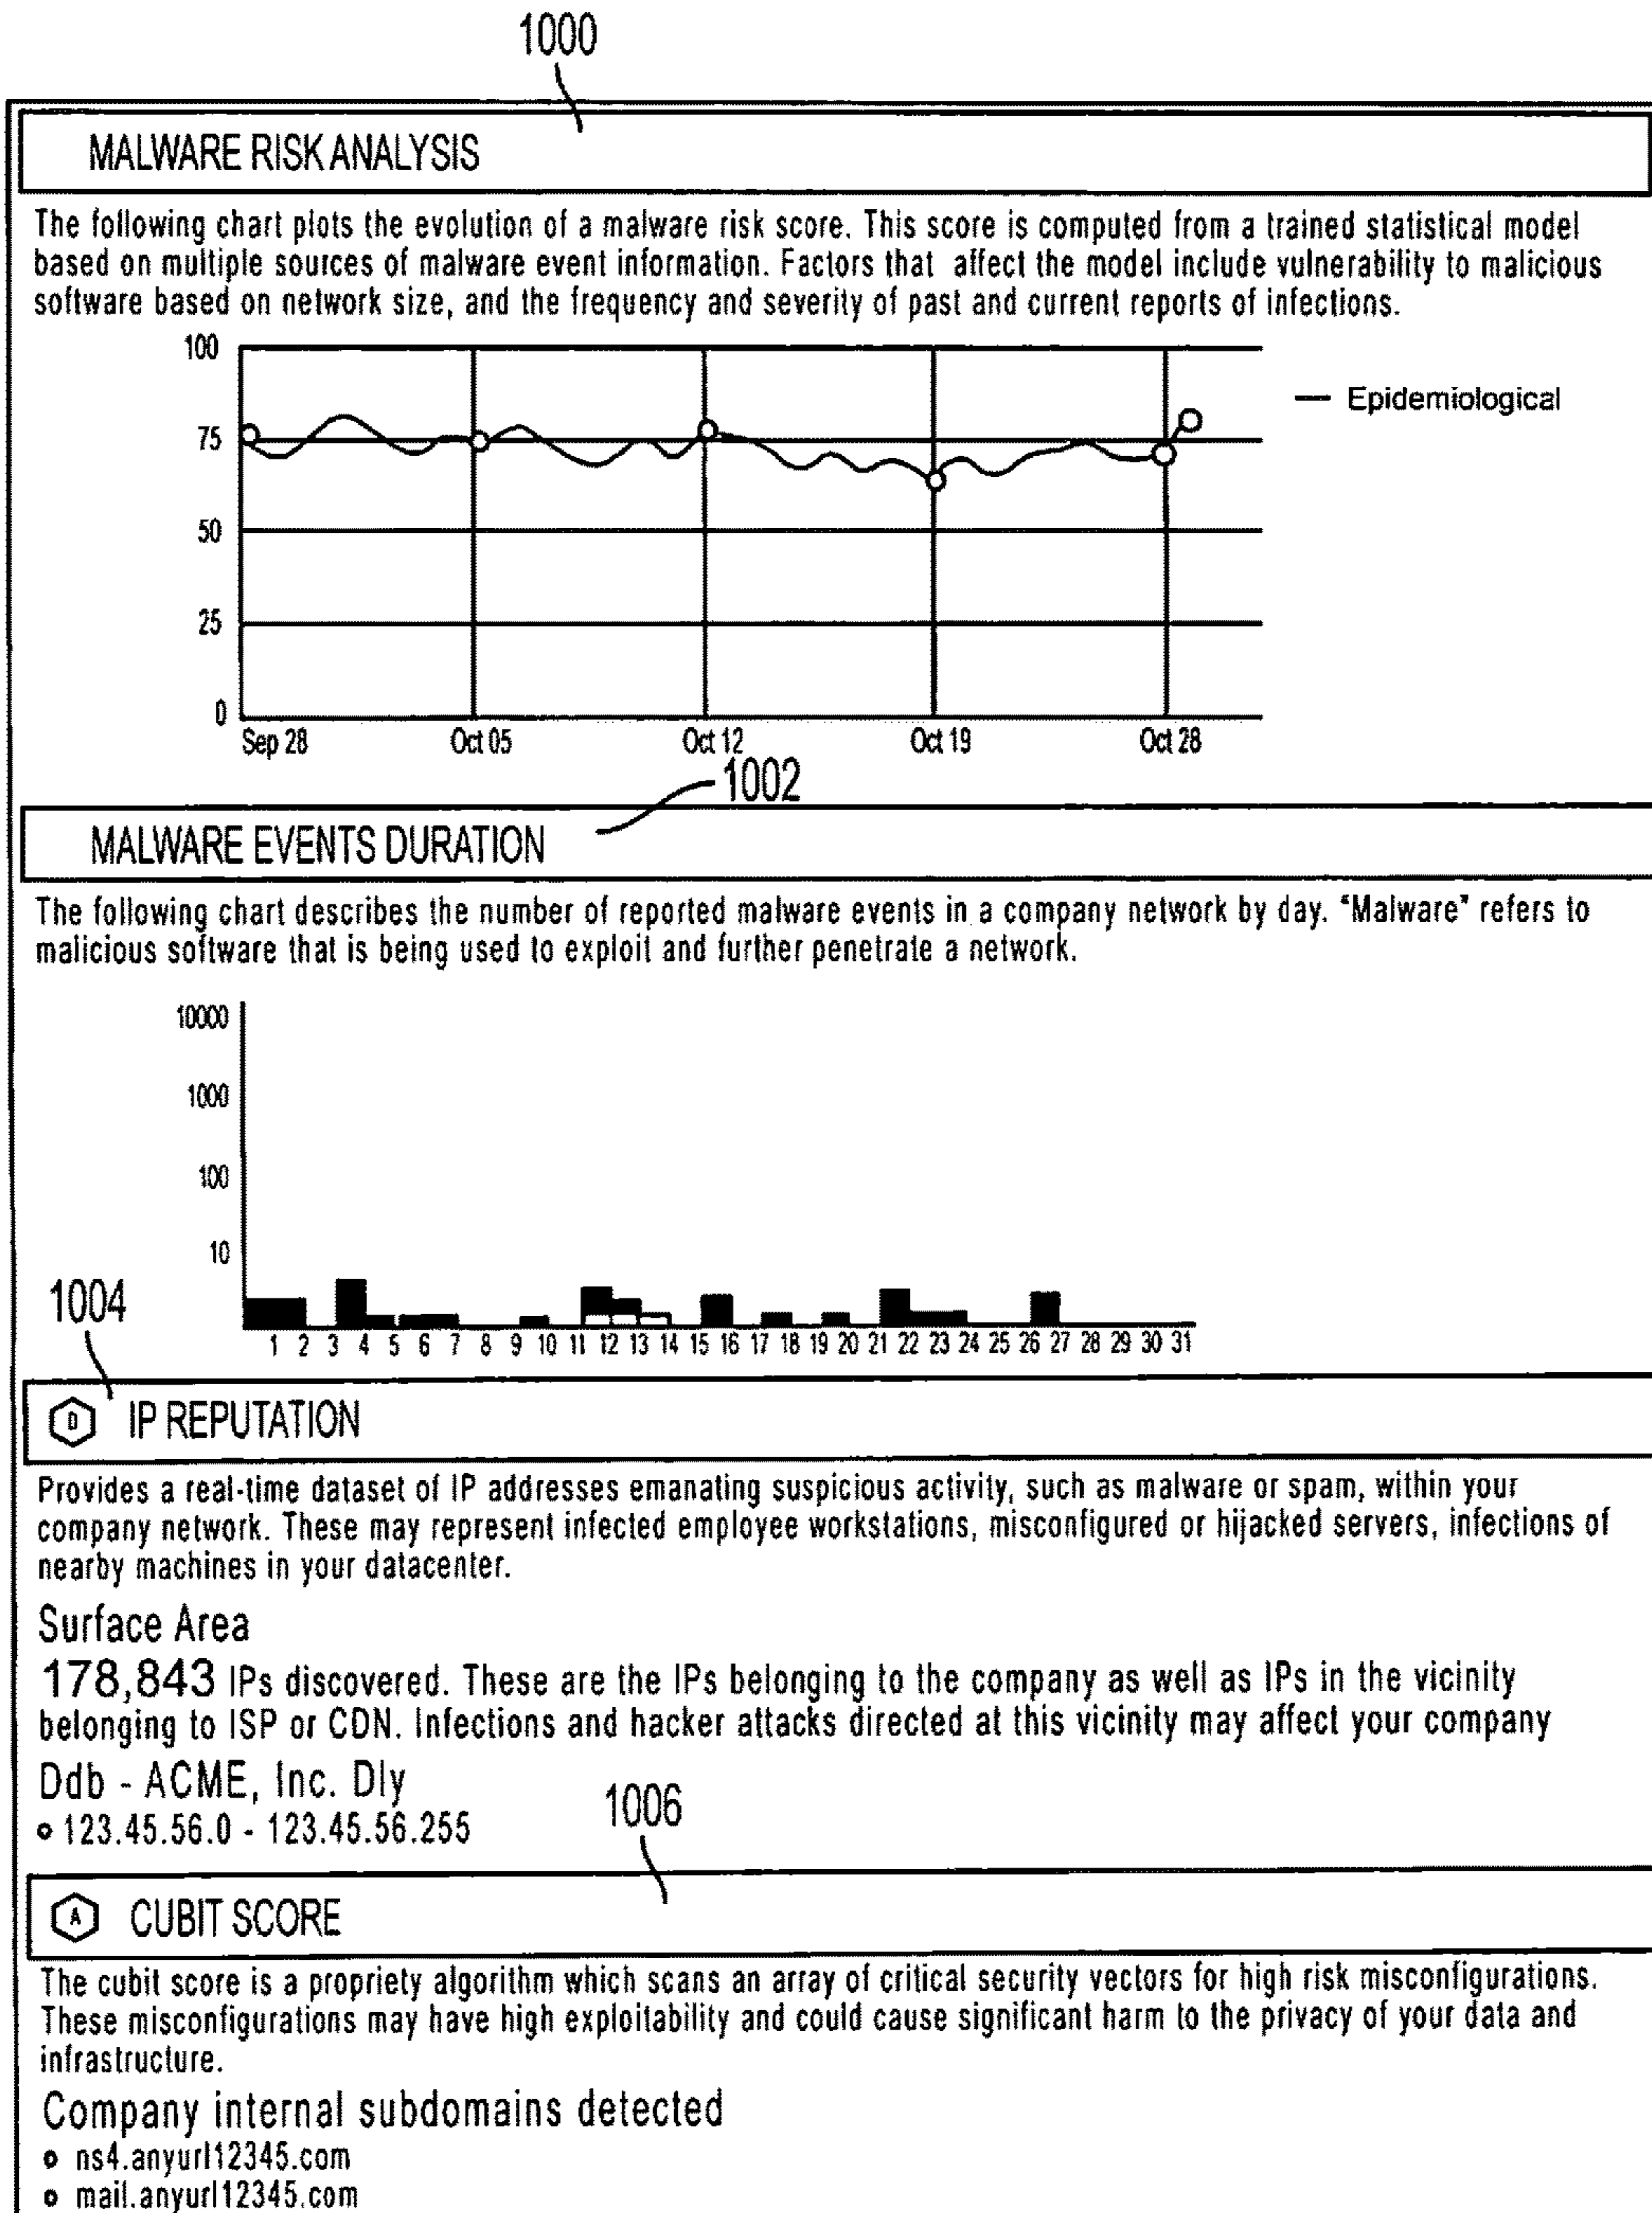 1000
MALWARE RISK ANALYSIS
The following chart plots the evolution of a malware risk score. This score is computed from a trained statistical model
based on multiple sources of malware event information. Factors that affect the model include vulnerability to malicious
software based on network size, and the frequency and severity of past and current reports of infections.
100
75
50
25
0
Epidemiological
Sep 28 Oct 05 Oct 12 Oct 19 Oct 28
1002
MALWARE EVENTS DURATION
The following chart describes the number of reported malware events in a company network by day. "Malware" refers to
malicious software that is being used to exploit and further penetrate a network.
10000
1000
100
10
1 2 3 4 5 6 7 8 9 10 11 12 13 14 15 16 17 18 19 20 21 22 23 24 25 26 27 28 29 30 31
1004
D IP REPUTATION
Provides a real-time dataset of IP addresses emanating suspicious activity, such as malware or spam, within your
company network. These may represent infected employee workstations, misconfigured or hijacked servers, infections of
nearby machines in your datacenter.
Surface Area
178,843 IPs discovered. These are the IPs belonging to the company as well as IPs in the vicinity
belonging to ISP or CDN. Infections and hacker attacks directed at this vicinity may affect your company
Ddb - ACME, Inc. Dly
123.45.56.0 - 123.45.56.255
1006
A CUBIT SCORE
The cubit score is a propriety algorithm which scans an array of critical security vectors for high risk misconfigurations.
These misconfigurations may have high exploitability and could cause significant harm to the privacy of your data and
infrastructure.
Company internal subdomains detected
ns4.anyurl12345.com
mail.anyurl12345.com